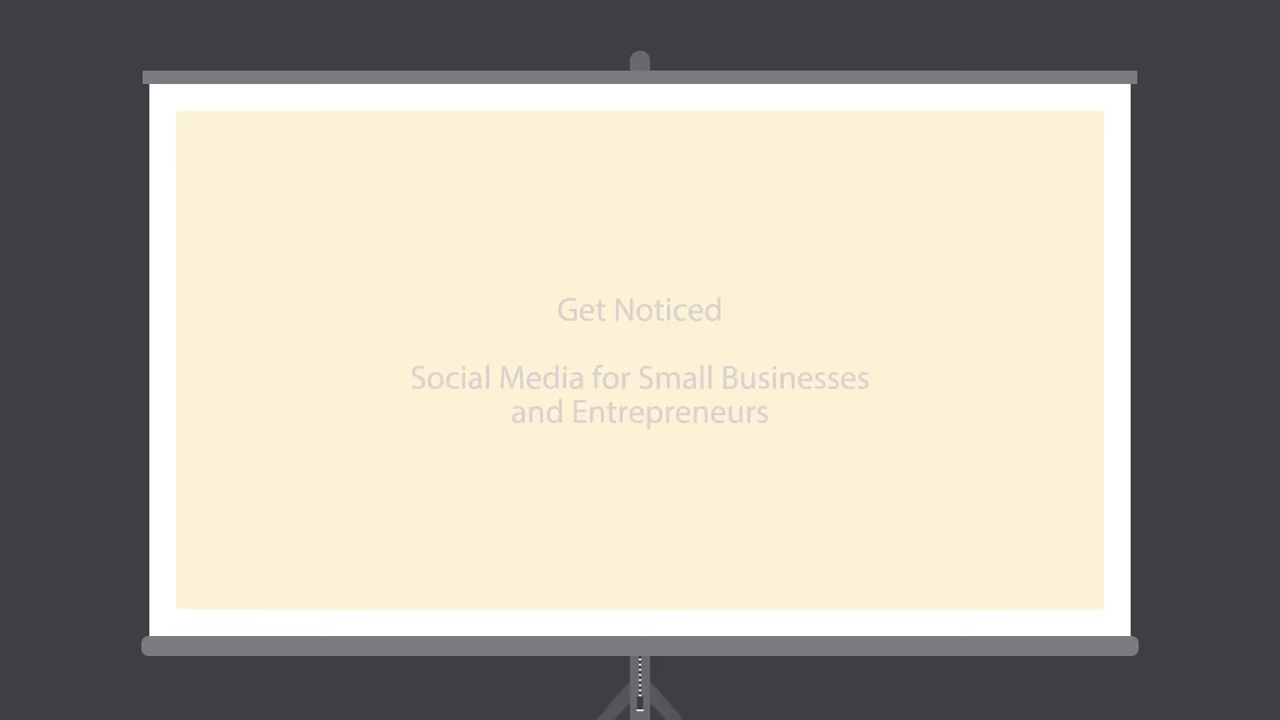 Get Noticed
Social Media for Small Businesses
and Entrepreneurs